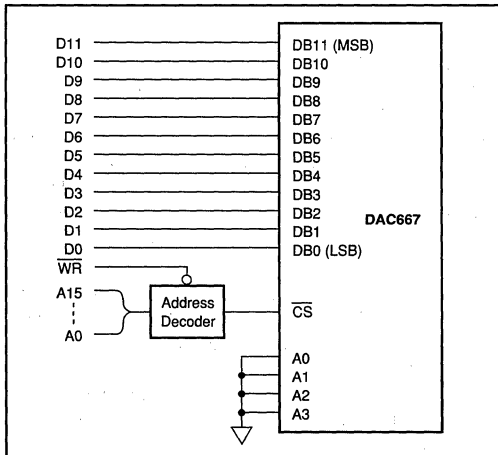 D11 DB11 (MSB)
D10 DB10
D9 DB9
D8 DB8
D7 DB7
D6 DB6
D5 DB5
D4 DB4
D3 DB3
D2 DB2
DAC667
D1 DB1
D0 DB0 (LSB)
WR
A15
Address
Decoder
CS
A0
A0
A1
A2
A3